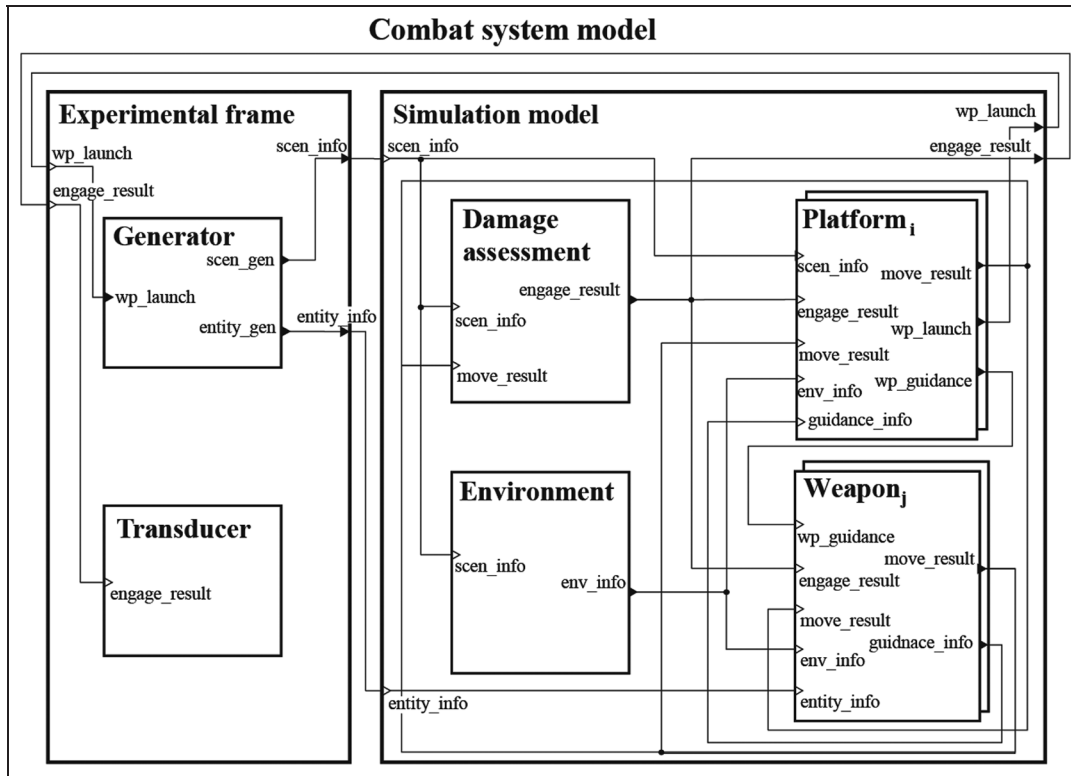 Combat system model
Experimental frame
wp_launch
engage_result
scen_info
Generator
scen_gen
wp_launch
entity_gen
entity_info
Transducer
engage_result
Simulation model
wp_launch
engage_result
scen_info
Damage
assessment
engage_result
scen_info
move_result
Environment
scen_info
env_info
entity_info
Platform i
scen_info
move_result
engage_result
wp_launch
move_result
wp_guidance
env_info
guidance_info
Weapon j
wp_guidance
move_result
engage_result
move_result
guidnace_info
env_info
entity_info